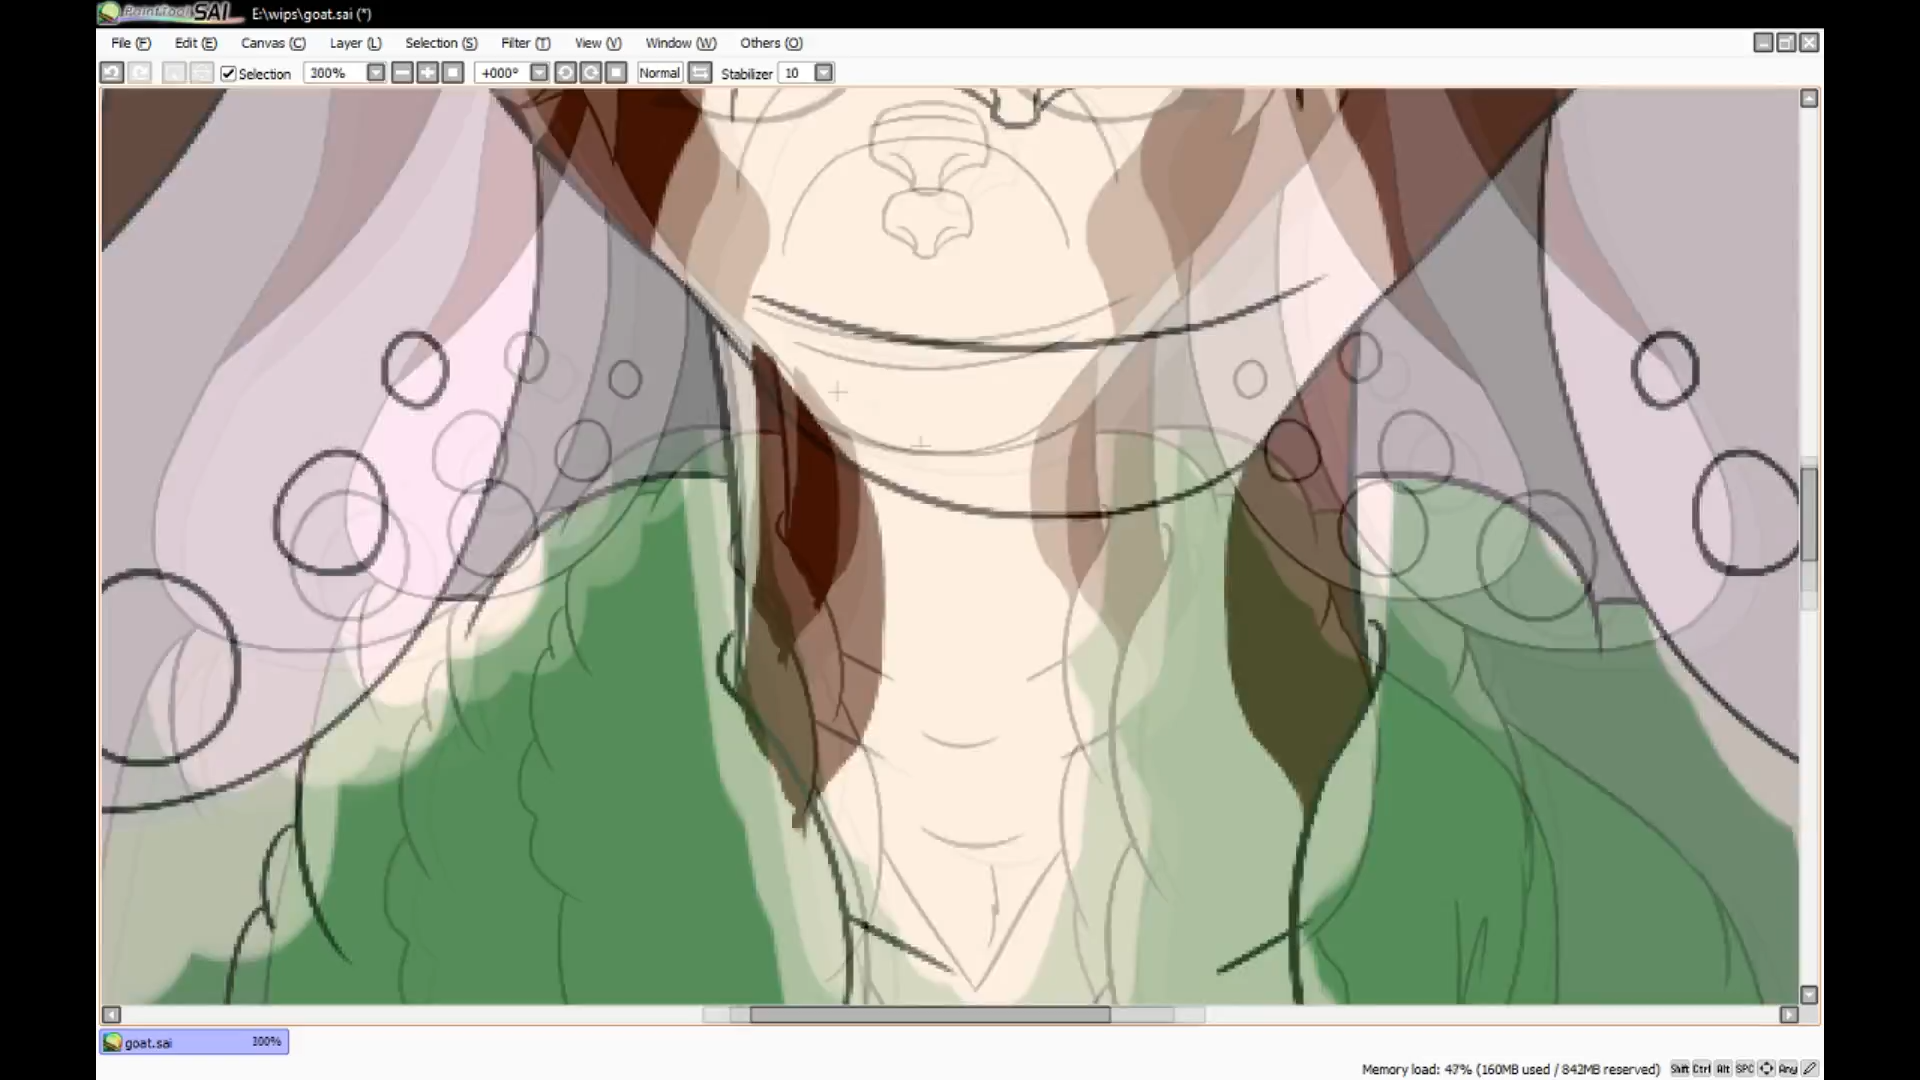 PaintTool SAI E:\wips\goat.sai (*)
File (F) Edit (E) Canvas (C) Layer (L) Selection (S) Filter (T) View (V) Window (W) Others (O)
Selection 300% +000° Normal Stabilizer 10
goat.sai 300%
Memory load: 47% (160MB used / 842MB reserved) Shift Ctrl Alt SPC Any